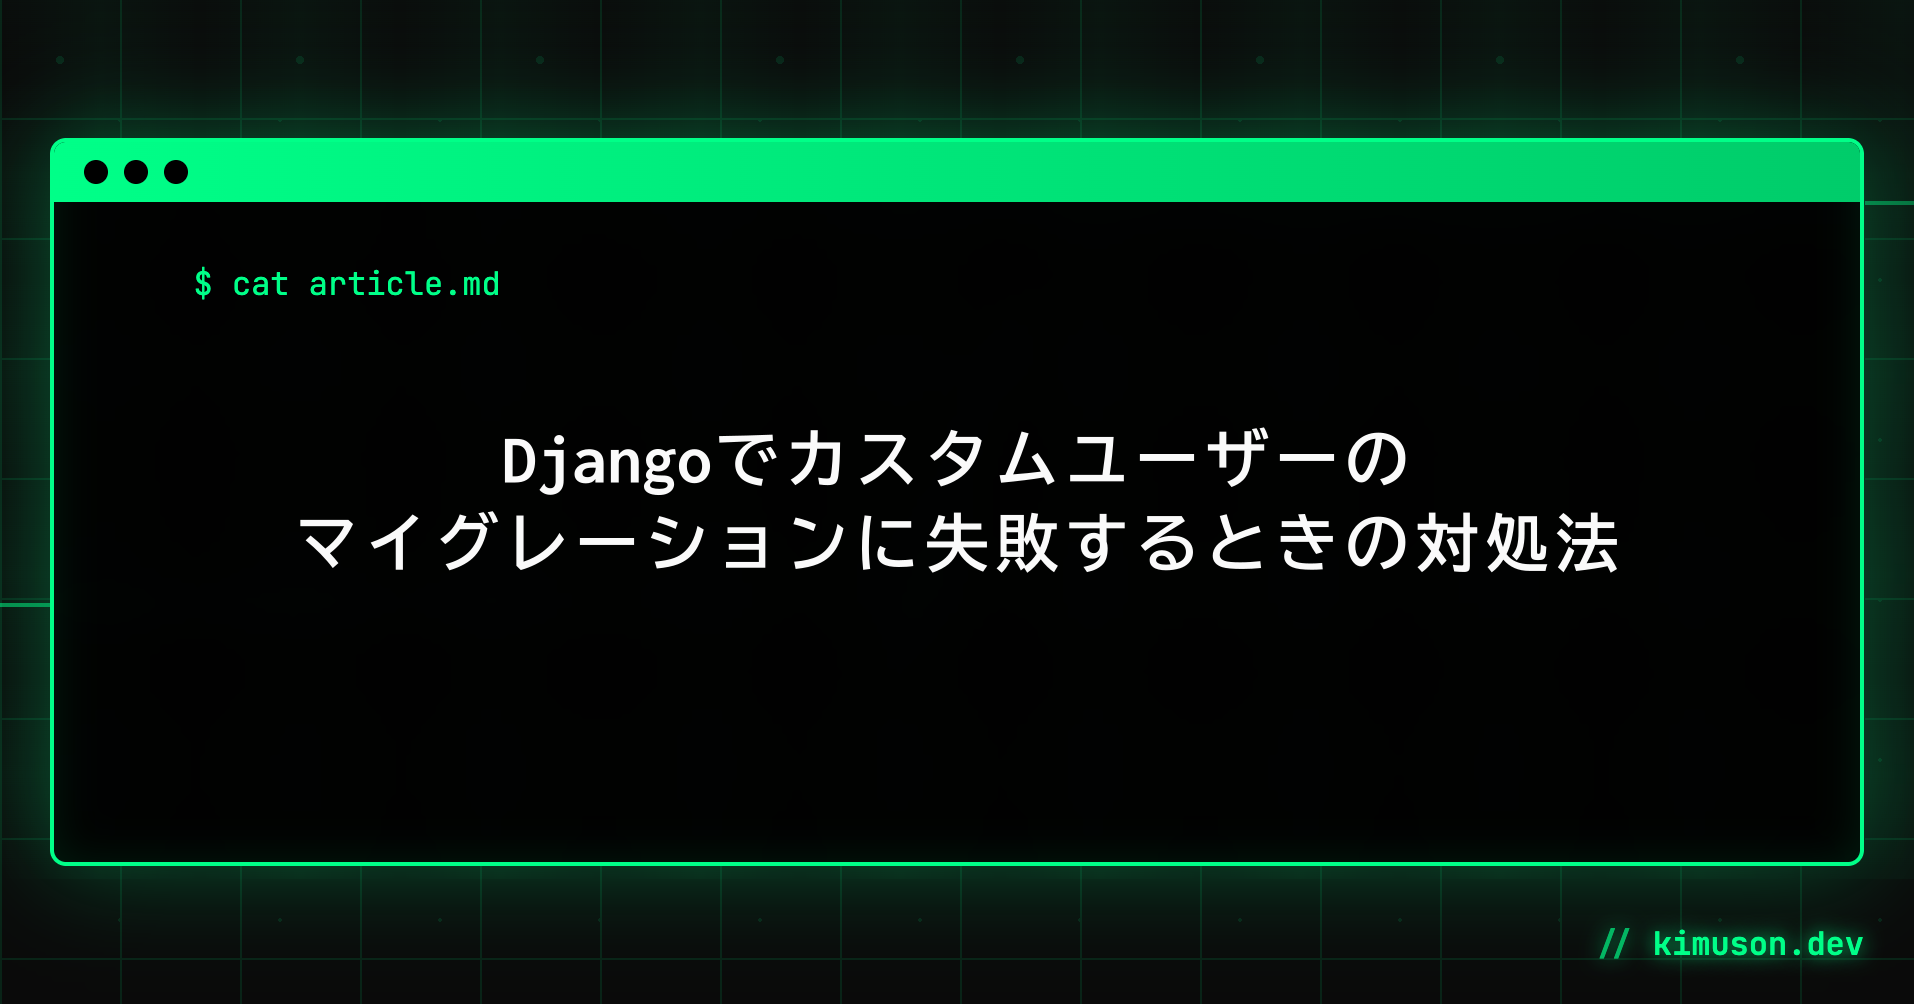 $ cat article.md
Djangoでカスタムユーザーの
マイグレーションに失敗するときの対処法
// kimuson.dev